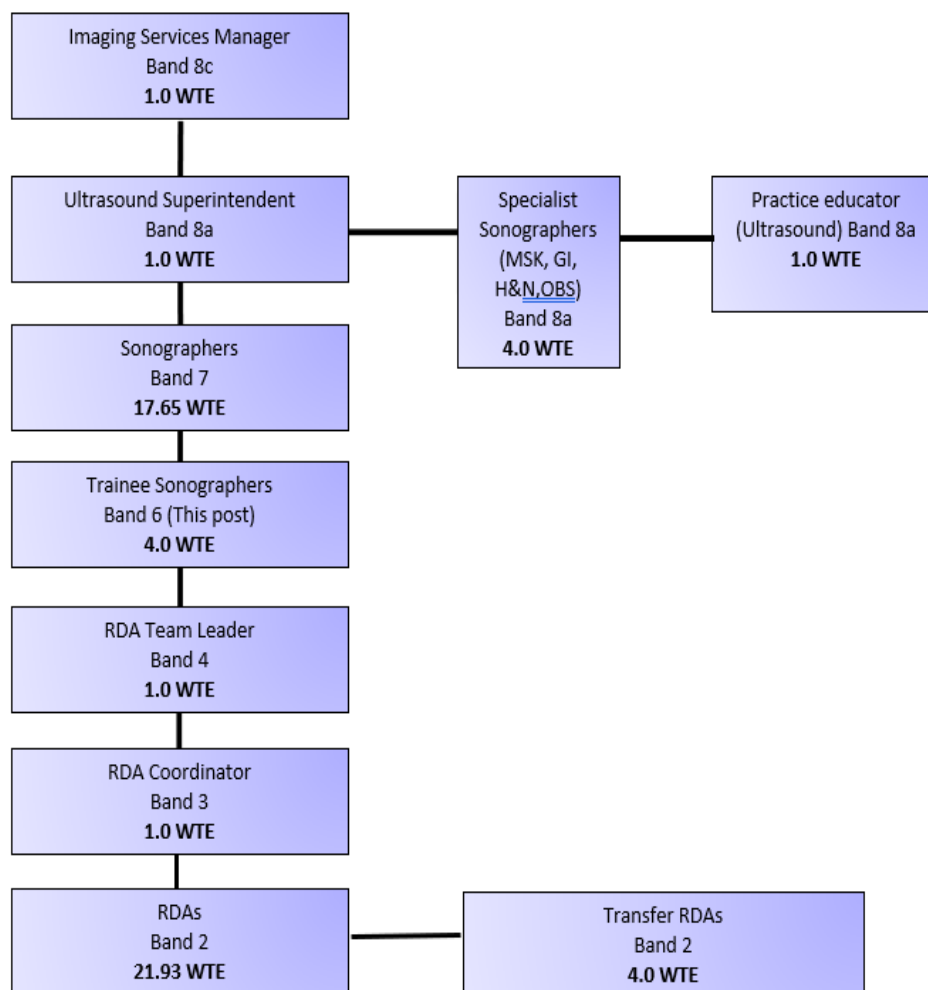 Imaging Services Manager
Band 8c
1.0 WTE
Ultrasound Superintendent
Band 8a
1.0 WTE
Specialist
Sonographers
(MSK, GI,
H&N,OBS)
Band 8a
4.0 WTE
Practice educator
(Ultrasound) Band 8a
1.0 WTE
Sonographers
Band 7
17.65 WTE
Trainee Sonographers
Band 6 (This post)
4.0 WTE
RDA Team Leader
Band 4
1.0 WTE
RDA Coordinator
Band 3
1.0 WTE
RDAs
Band 2
21.93 WTE
Transfer RDAs
Band 2
4.0 WTE